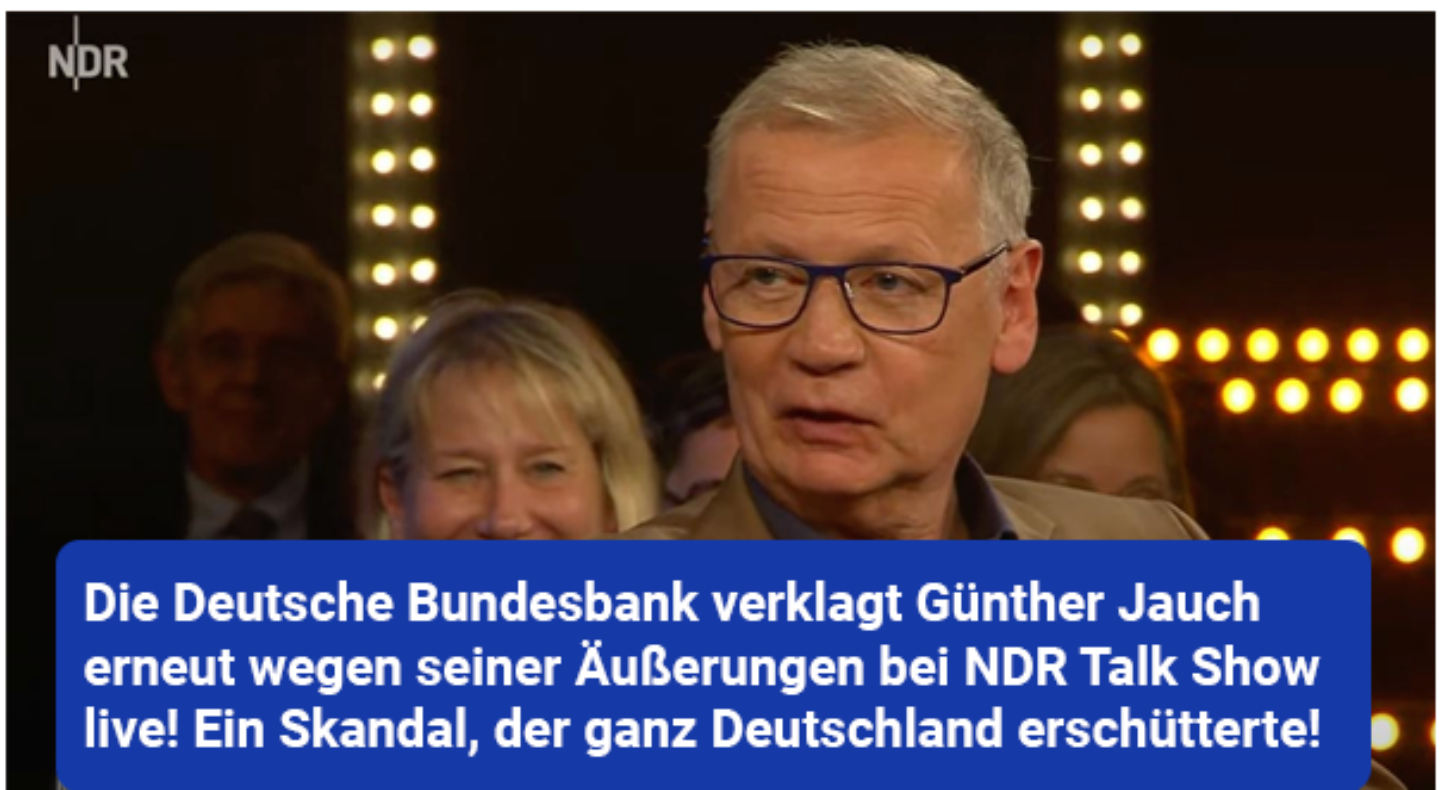 NDR
Die Deutsche Bundesbank verklagt Günther Jauch
erneut wegen seiner Äußerungen bei NDR Talk Show
live! Ein Skandal, der ganz Deutschland erschütterte!